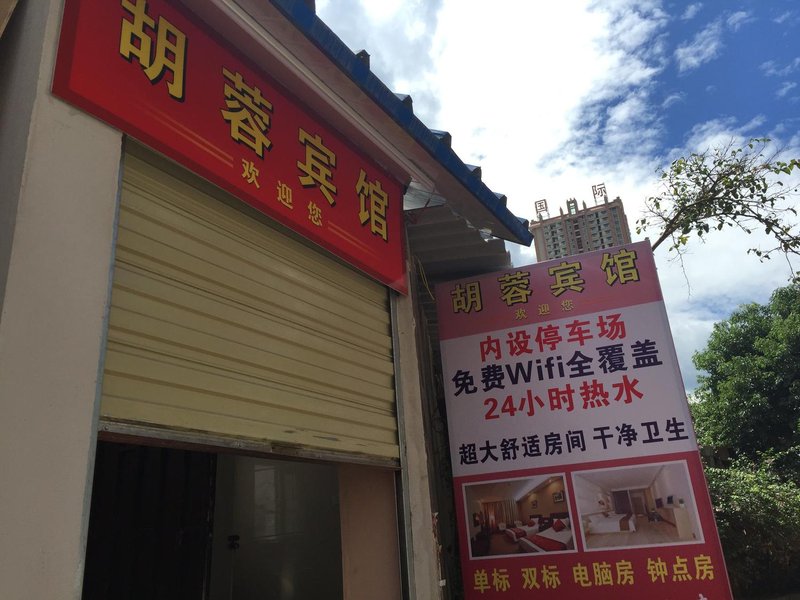 胡蓉宾馆
欢迎您
国 际
胡蓉宾馆
欢迎您
内设停车场
免费Wifi全覆盖
24小时热水
超大舒适房间 干净卫生
单标 双标 电脑房 钟点房